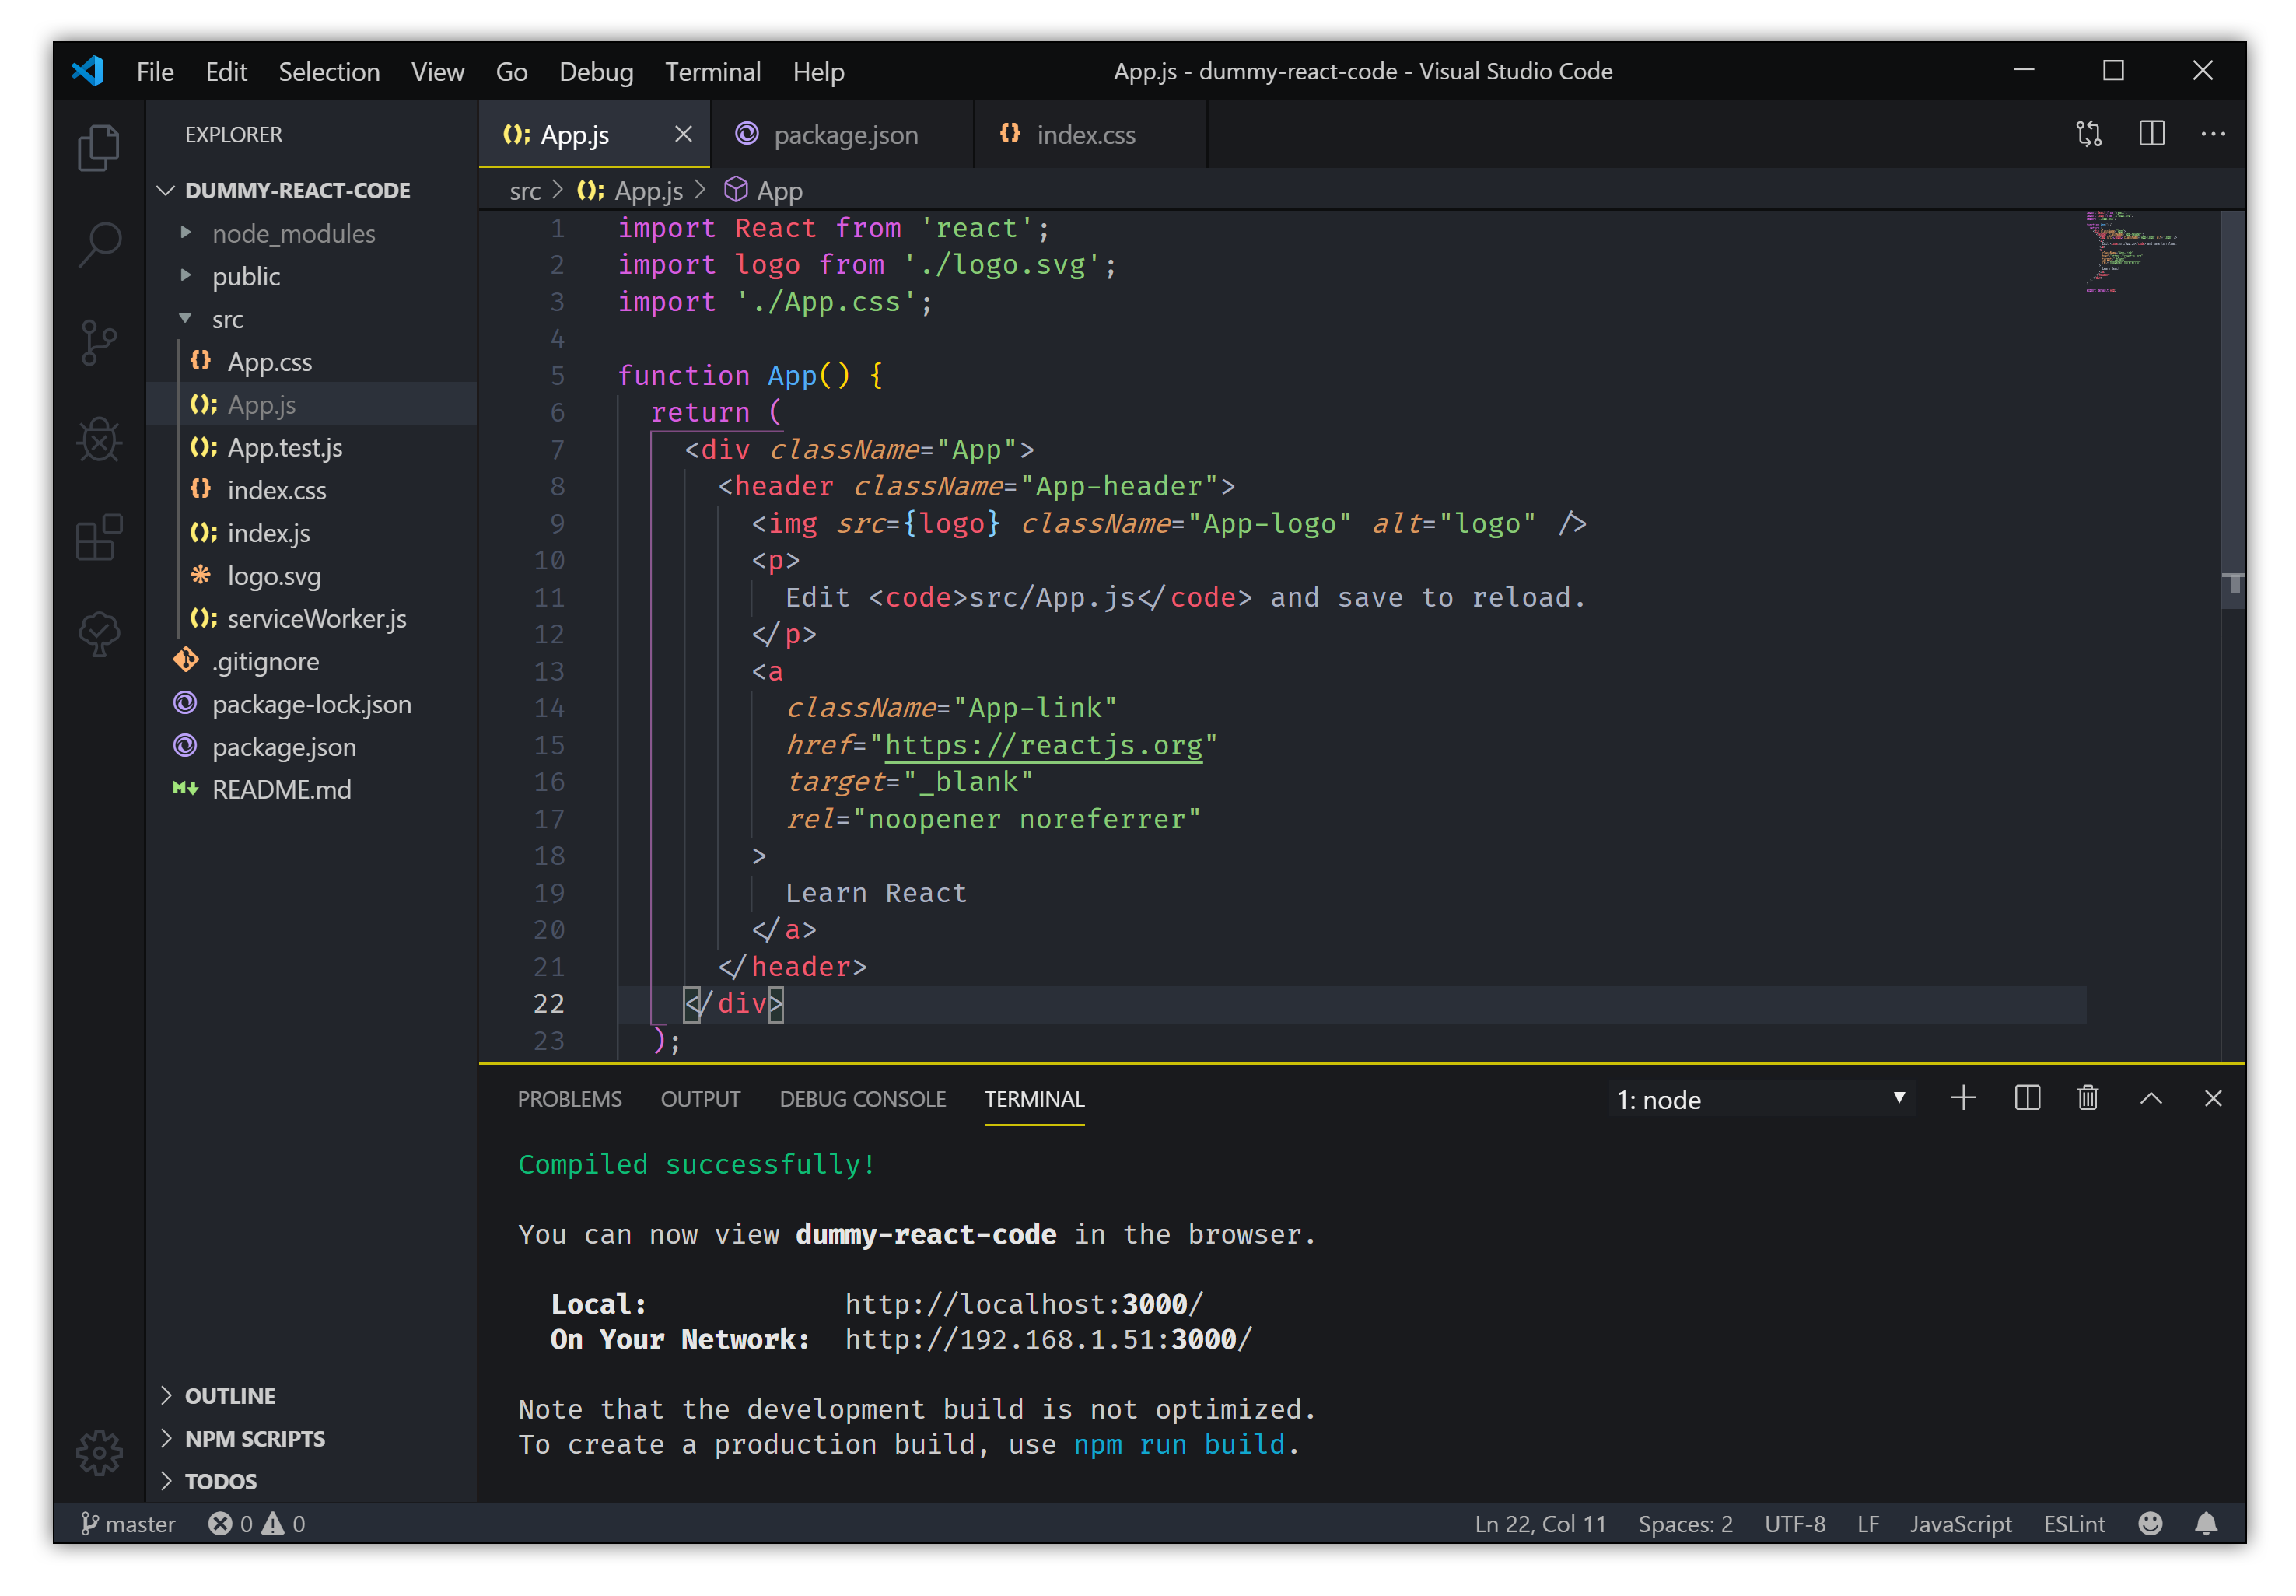 File Edit Selection View Go Debug Terminal Help App.js - dummy-react-code - Visual Studio Code
EXPLORER
DUMMY-REACT-CODE
node_modules
public
src
App.css
App.js
App.test.js
index.css
index.js
logo.svg
serviceWorker.js
.gitignore
package-lock.json
package.json
README.md
OUTLINE
NPM SCRIPTS
TODOS
App.js package.json index.css
src > App.js > App
1 import React from 'react';
2 import logo from './logo.svg';
3 import './App.css';
4
5 function App() {
6   return (
7     <div className="App">
8       <header className="App-header">
9         <img src={logo} className="App-logo" alt="logo" />
10         <p>
11           Edit <code>src/App.js</code> and save to reload.
12         </p>
13         <a
14           className="App-link"
15           href="https://reactjs.org"
16           target="_blank"
17           rel="noopener noreferrer"
18         >
19           Learn React
20         </a>
21       </header>
22     </div>
23   );
PROBLEMS OUTPUT DEBUG CONSOLE TERMINAL 1: node
Compiled successfully!
You can now view dummy-react-code in the browser.
Local: http://localhost:3000/
On Your Network: http://192.168.1.51:3000/
Note that the development build is not optimized.
To create a production build, use npm run build.
master 0 0 Ln 22, Col 11 Spaces: 2 UTF-8 LF JavaScript ESLint